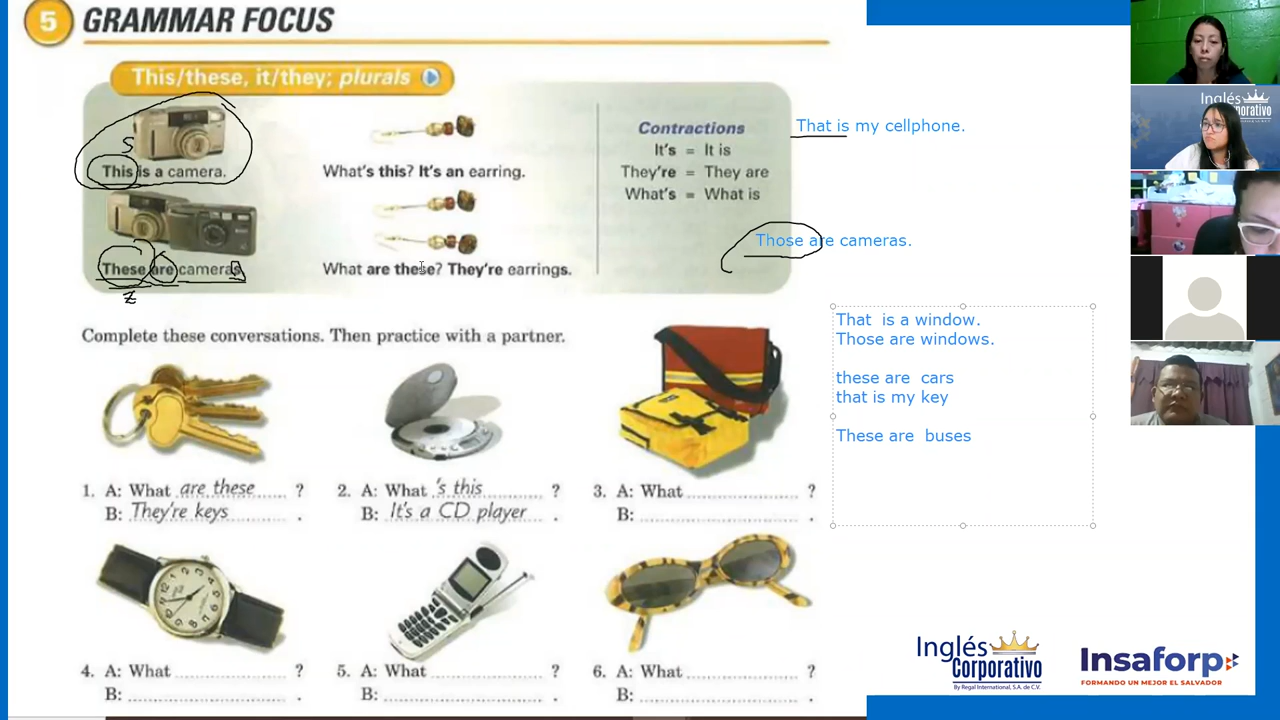 5 GRAMMAR FOCUS
This/these, it/they; plurals
S
This is a camera.
What's this? It's an earring.
These are cameras.
z
What are these? They're earrings.
Contractions
It's = It is
They're = They are
What's = What is
That is my cellphone.
Those are cameras.
That is a window.
Those are windows.
these are cars
that is my key
These are buses
Complete these conversations. Then practice with a partner.
1. A: What are these ?
B: They're keys .
2. A: What 's this ?
B: It's a CD player .
3. A: What ?
B: .
4. A: What ?
B: .
5. A: What ?
B: .
6. A: What ?
B: .
Inglés
Corporativo
By Regal International, S.A. de C.V.
Insaforp
FORMANDO UN MEJOR EL SALVADOR
Inglés
Corporativo